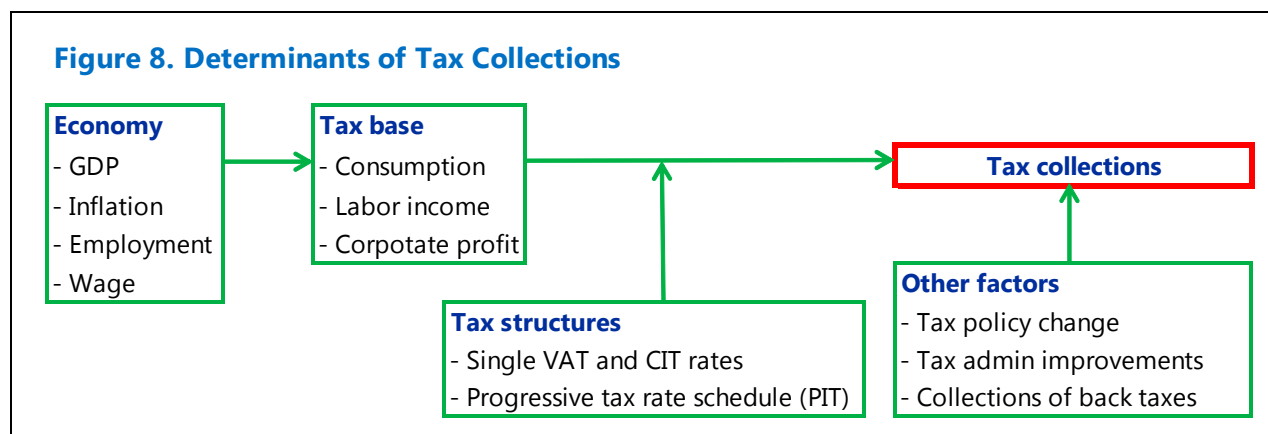 Figure 8. Determinants of Tax Collections
Economy
- GDP
- Inflation
- Employment
- Wage
Tax base
- Consumption
- Labor income
- Corpotate profit
Tax collections
Tax structures
- Single VAT and CIT rates
- Progressive tax rate schedule (PIT)
Other factors
- Tax policy change
- Tax admin improvements
- Collections of back taxes